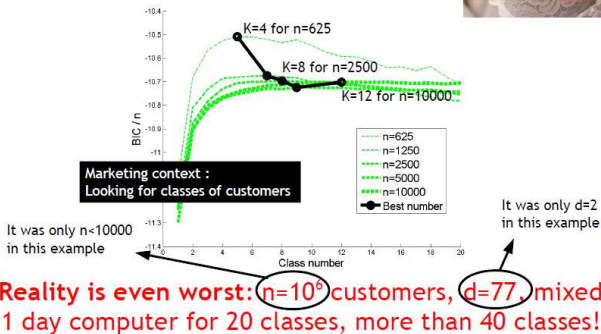 -10.4
-10.5
-10.6
-10.7
-10.8
-10.9
-11
-11.3
-11.4
BIC / n
K=4 for n=625
K=8 for n=2500
K=12 for n=10000
n=625
n=1250
n=2500
n=5000
n=10000
Best number
Marketing context :
Looking for classes of customers
0 2 4 6 8 10 12 14 16 18 20
Class number
It was only n<10000
in this example
It was only d=2
in this example
Reality is even worst: n=10⁶ customers, d=77, mixed
1 day computer for 20 classes, more than 40 classes!